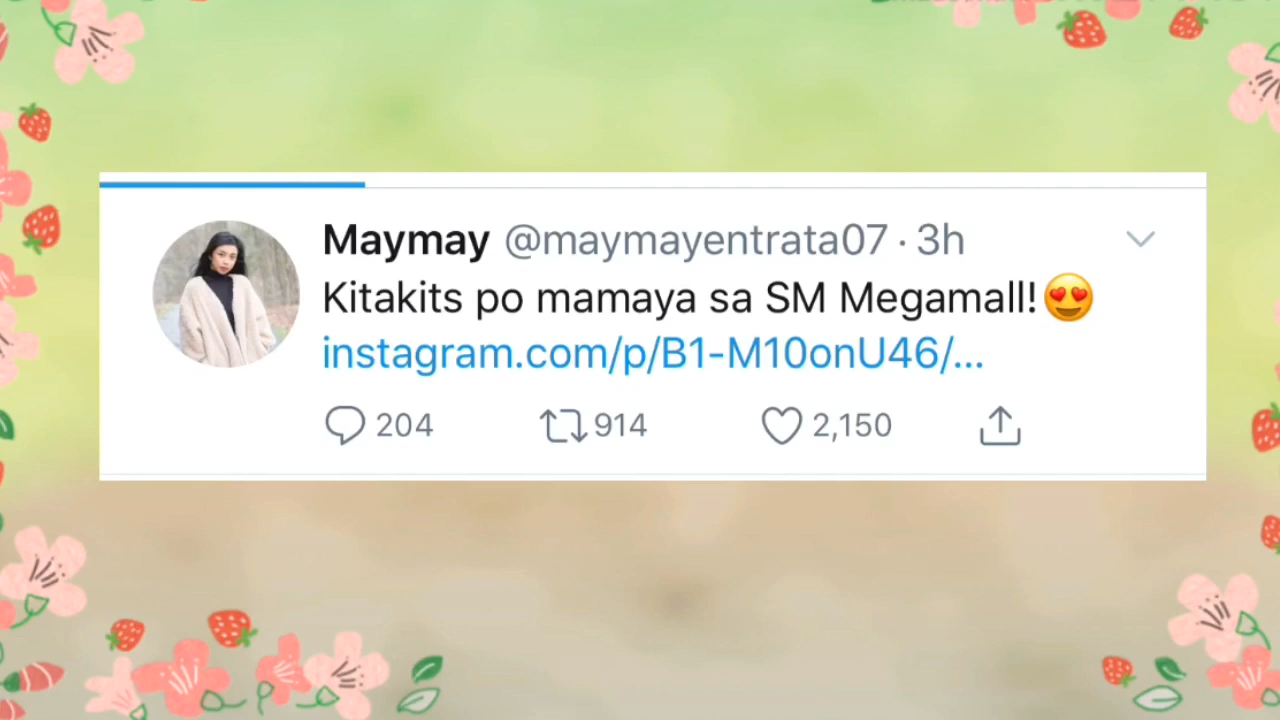 Maymay @maymayentrata07 · 3h
Kitakits po mamaya sa SM Megamall!😍
instagram.com/p/B1-M10onU46/...
204 914 2,150